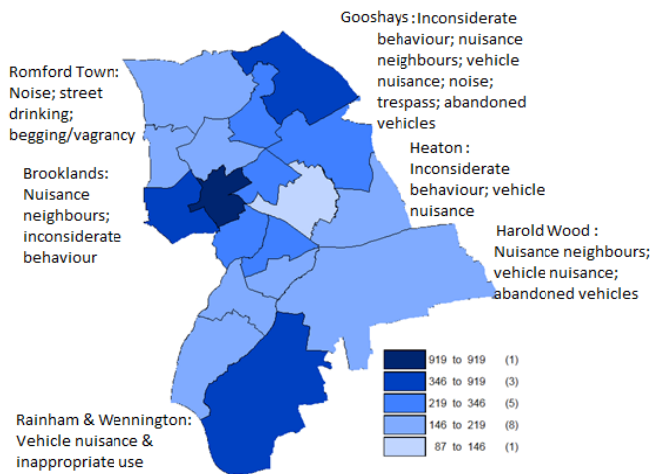 Gooshays : Inconsiderate
behaviour; nuisance
neighbours; vehicle
nuisance; noise;
trespass; abandoned
vehicles
Romford Town:
Noise; street
drinking;
begging/vagrancy
Heaton:
Inconsiderate
behaviour; vehicle
nuisance
Brooklands:
Nuisance
neighbours;
inconsiderate
behaviour
Harold Wood :
Nuisance neighbours;
vehicle nuisance;
abandoned vehicles
919 to 919 (1)
346 to 919 (3)
219 to 346 (5)
146 to 219 (8)
87 to 146 (1)
Rainham & Wennington:
Vehicle nuisance &
inappropriate use